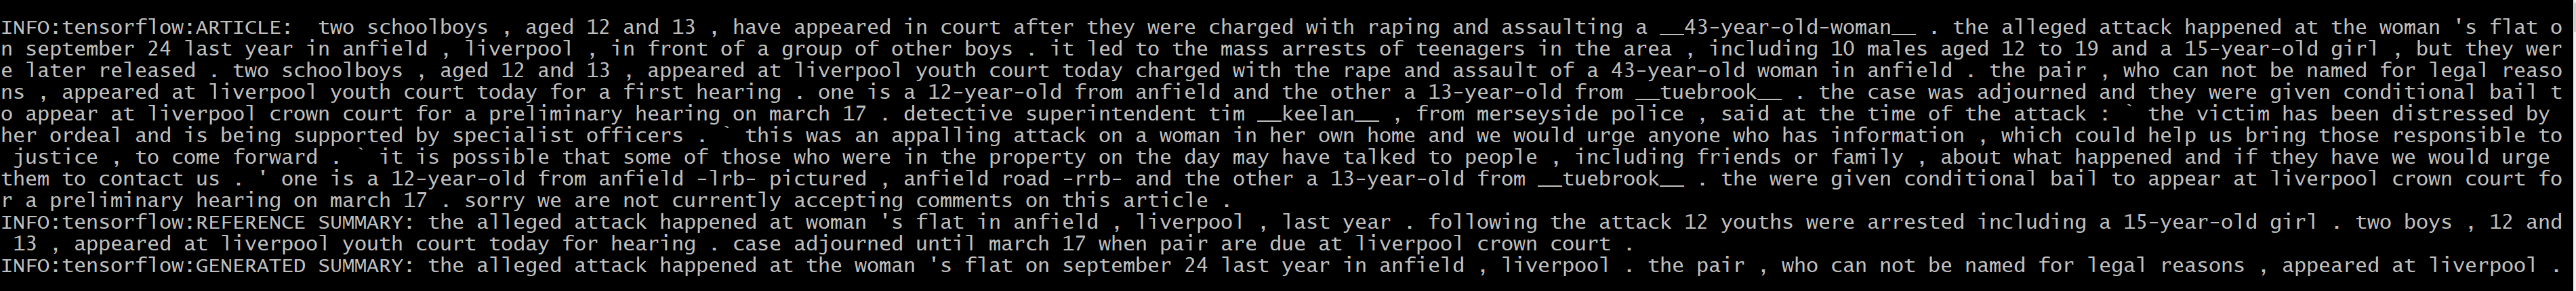 INFO:tensorflow:ARTICLE:  two schoolboys , aged 12 and 13 , have appeared in court after they were charged with raping and assaulting a __43-year-old-woman__ . the alleged attack happened at the woman 's flat o
n september 24 last year in anfield , liverpool , in front of a group of other boys . it led to the mass arrests of teenagers in the area , including 10 males aged 12 to 19 and a 15-year-old girl , but they wer
e later released . two schoolboys , aged 12 and 13 , appeared at liverpool youth court today charged with the rape and assault of a 43-year-old woman in anfield . the pair , who can not be named for legal reaso
ns , appeared at liverpool youth court today for a first hearing . one is a 12-year-old from anfield and the other a 13-year-old from __tuebrook__ . the case was adjourned and they were given conditional bail t
o appear at liverpool crown court for a preliminary hearing on march 17 . detective superintendent tim __keelan__ , from merseyside police , said at the time of the attack : ` the victim has been distressed by
her ordeal and is being supported by specialist officers . ` this was an appalling attack on a woman in her own home and we would urge anyone who has information , which could help us bring those responsible to
 justice , to come forward . ` it is possible that some of those who were in the property on the day may have talked to people , including friends or family , about what happened and if they have we would urge
them to contact us . ' one is a 12-year-old from anfield -lrb- pictured , anfield road -rrb- and the other a 13-year-old from __tuebrook__ . the were given conditional bail to appear at liverpool crown court fo
r a preliminary hearing on march 17 . sorry we are not currently accepting comments on this article .
INFO:tensorflow:REFERENCE SUMMARY: the alleged attack happened at woman 's flat in anfield , liverpool , last year . following the attack 12 youths were arrested including a 15-year-old girl . two boys , 12 and
 13 , appeared at liverpool youth court today for hearing . case adjourned until march 17 when pair are due at liverpool crown court .
INFO:tensorflow:GENERATED SUMMARY: the alleged attack happened at the woman 's flat on september 24 last year in anfield , liverpool . the pair , who can not be named for legal reasons , appeared at liverpool .